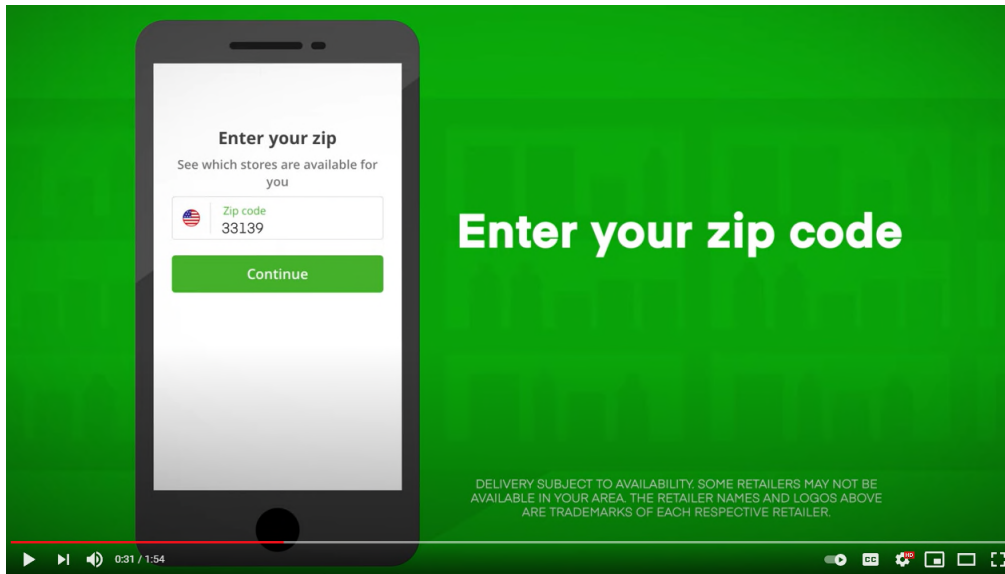 Enter your zip
See which stores are available for
you
Zip code
33139
Continue
Enter your zip code
DELIVERY SUBJECT TO AVAILABILITY. SOME RETAILERS MAY NOT BE
AVAILABLE IN YOUR AREA. THE RETAILER NAMES AND LOGOS ABOVE
ARE TRADEMARKS OF EACH RESPECTIVE RETAILER.
0:31 / 1:54
CC
HD